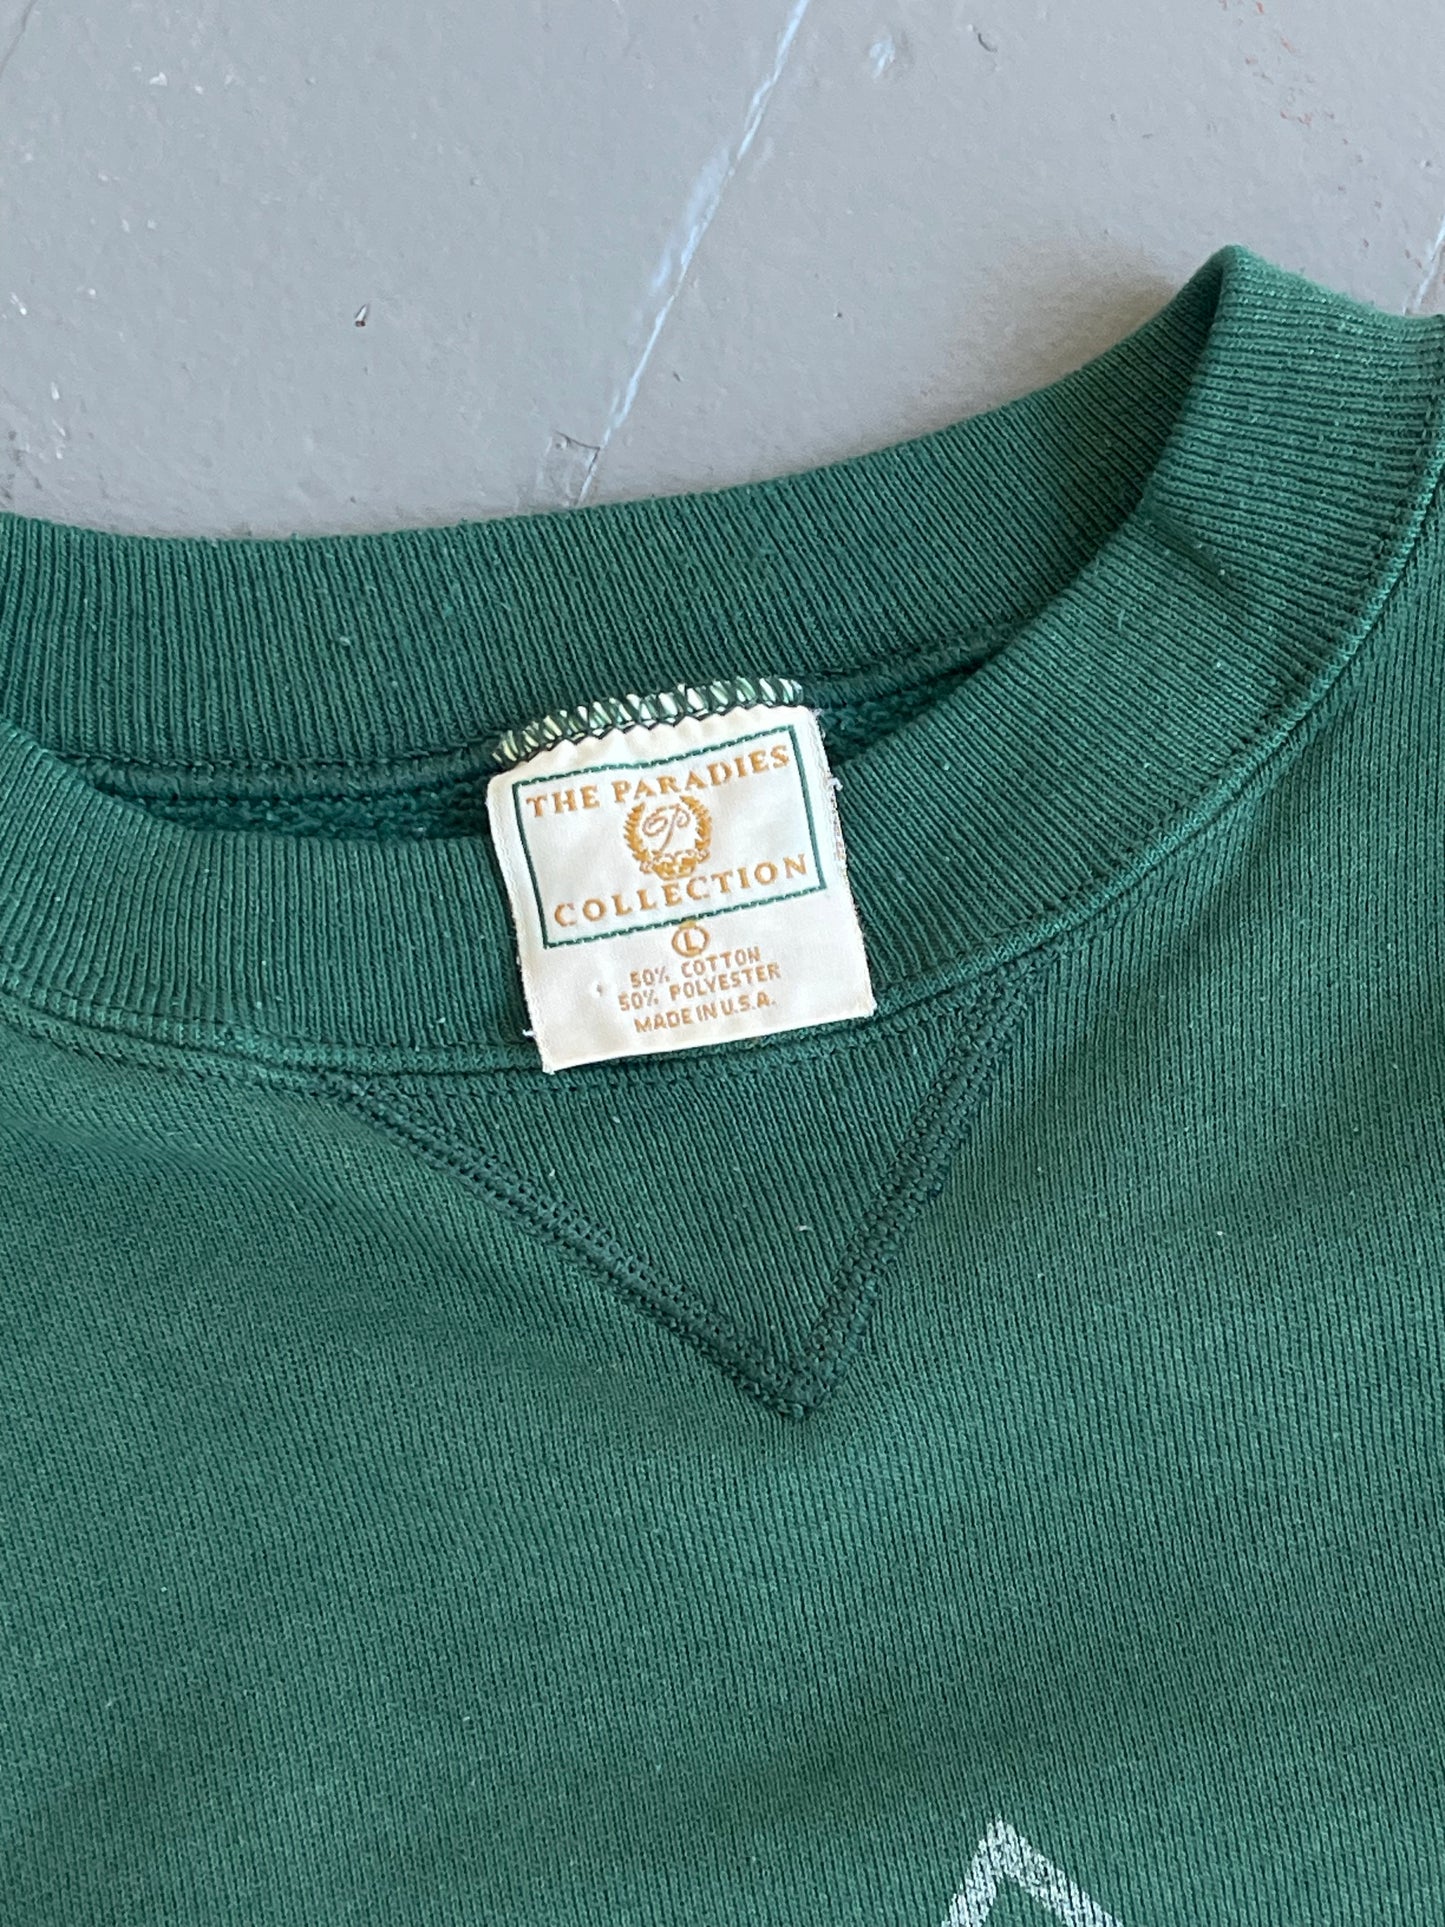 THE PARADIES
COLLECTION
L
50% COTTON
50% POLYESTER
MADE IN U.S.A.